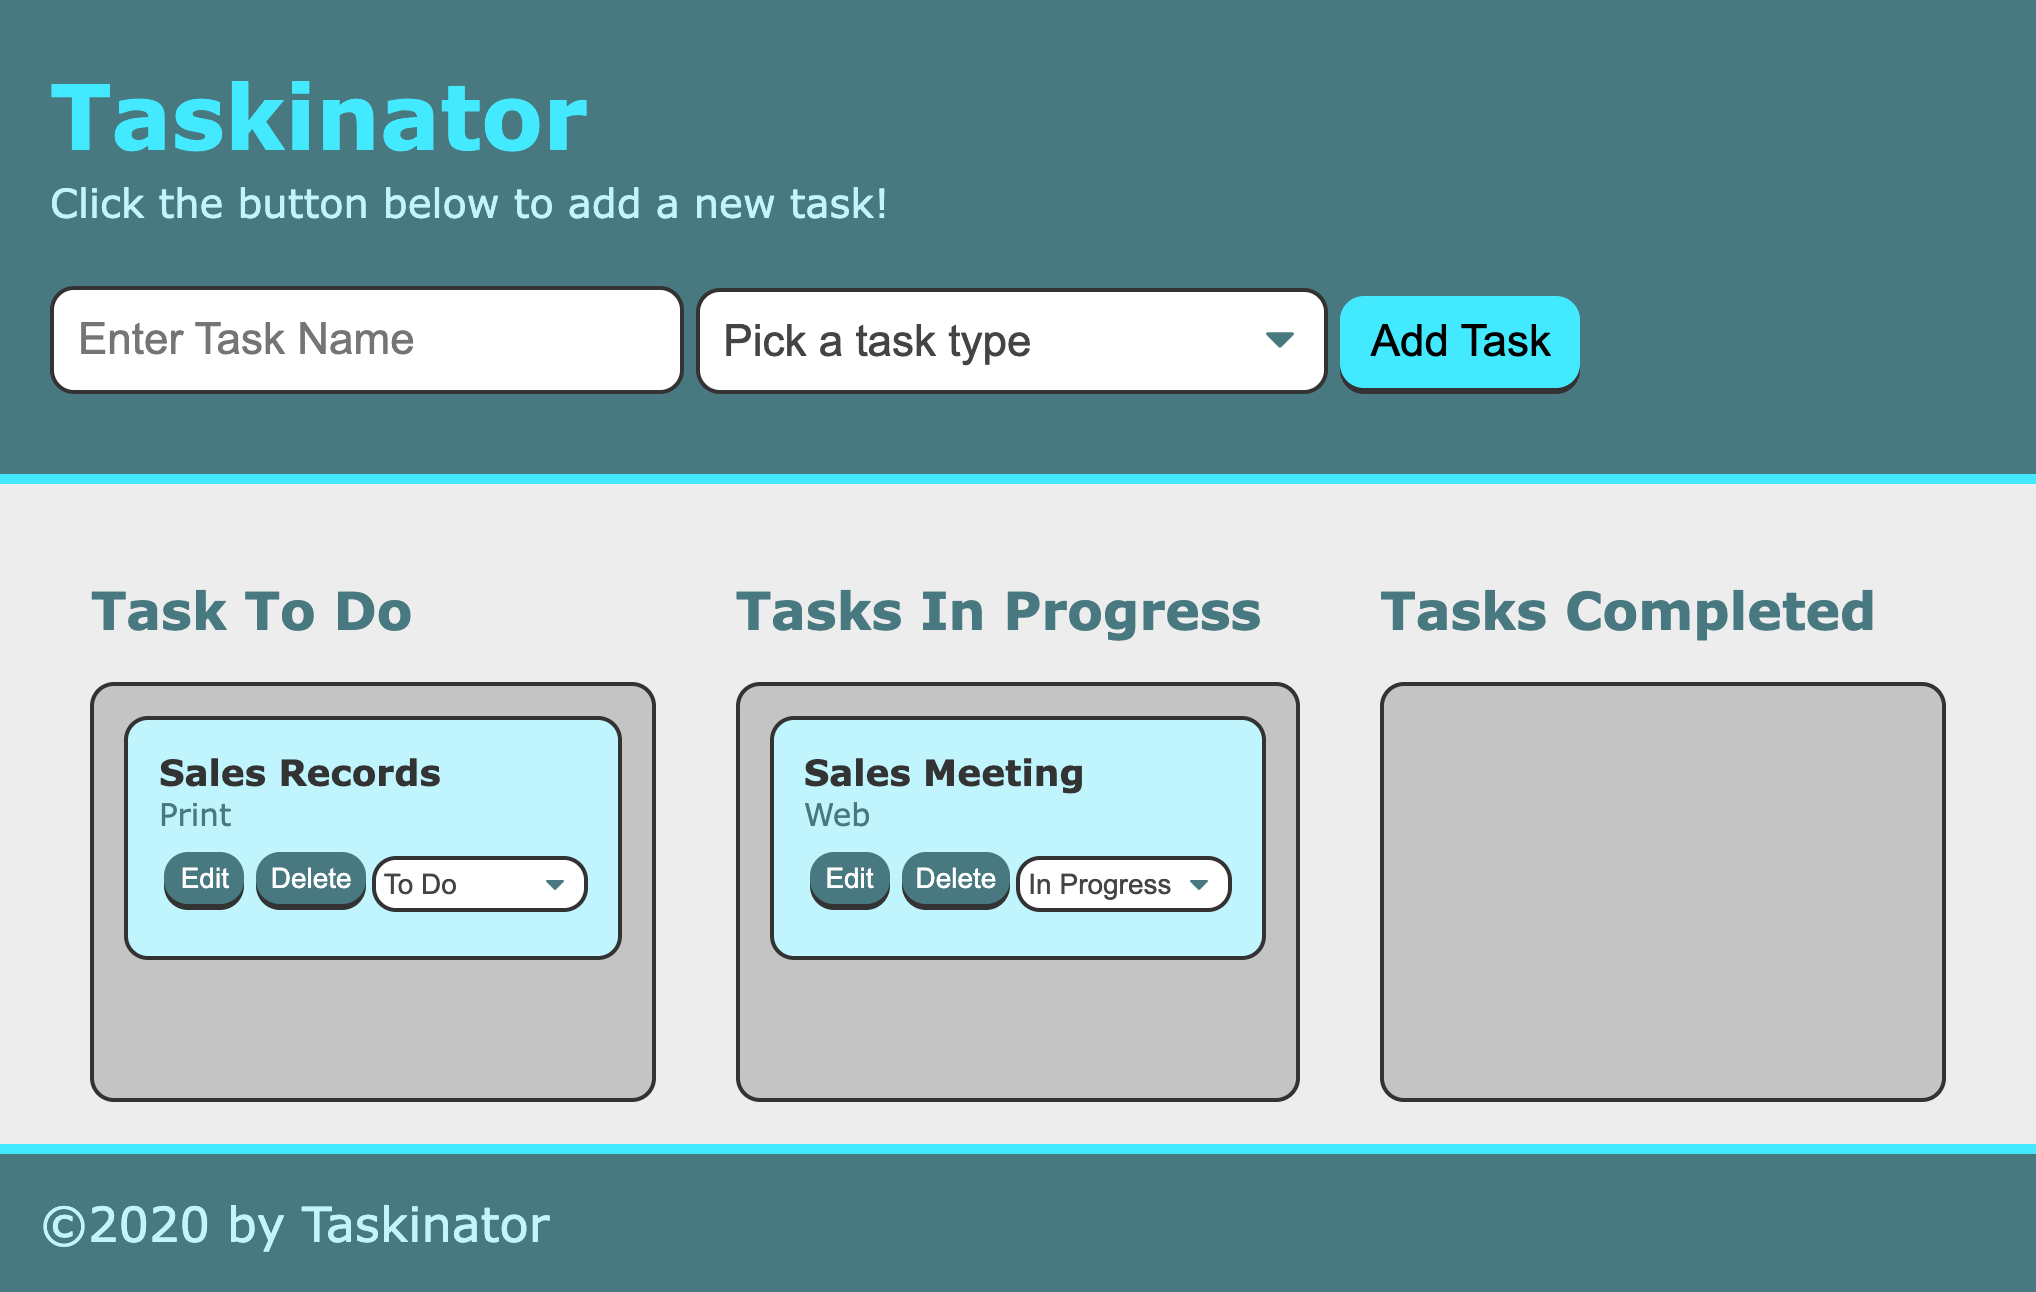 Taskinator
Click the button below to add a new task!
Enter Task Name
Pick a task type
Add Task
Task To Do
Tasks In Progress
Tasks Completed
Sales Records
Print
Edit
Delete
To Do
Sales Meeting
Web
Edit
Delete
In Progress
©2020 by Taskinator